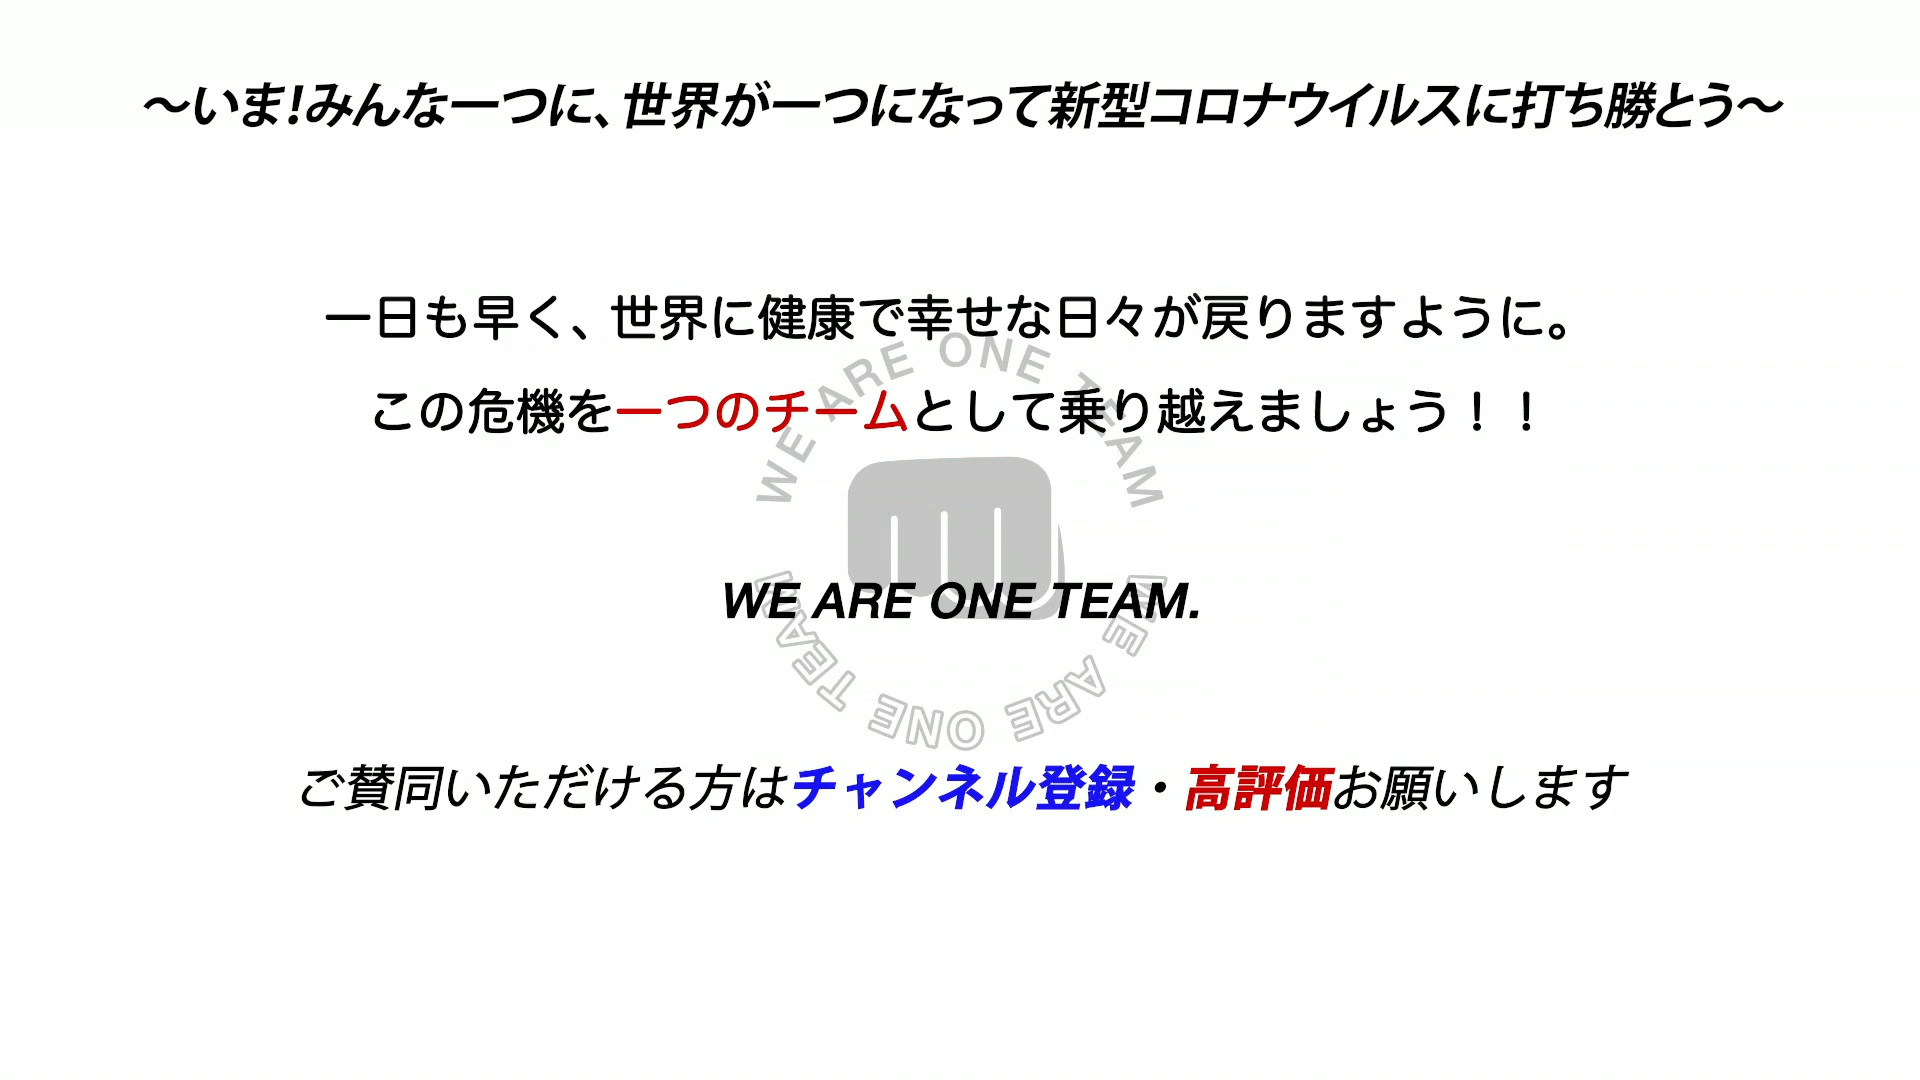 ～いま!みんな一つに、世界が一つになって新型コロナウイルスに打ち勝とう～
一日も早く、世界に健康で幸せな日々が戻りますように。
この危機を一つのチームとして乗り越えましょう！！
WE ARE ONE TEAM
WE ARE ONE TEAM.
WE ARE ONE TEAM
ご賛同いただける方はチャンネル登録・高評価お願いします